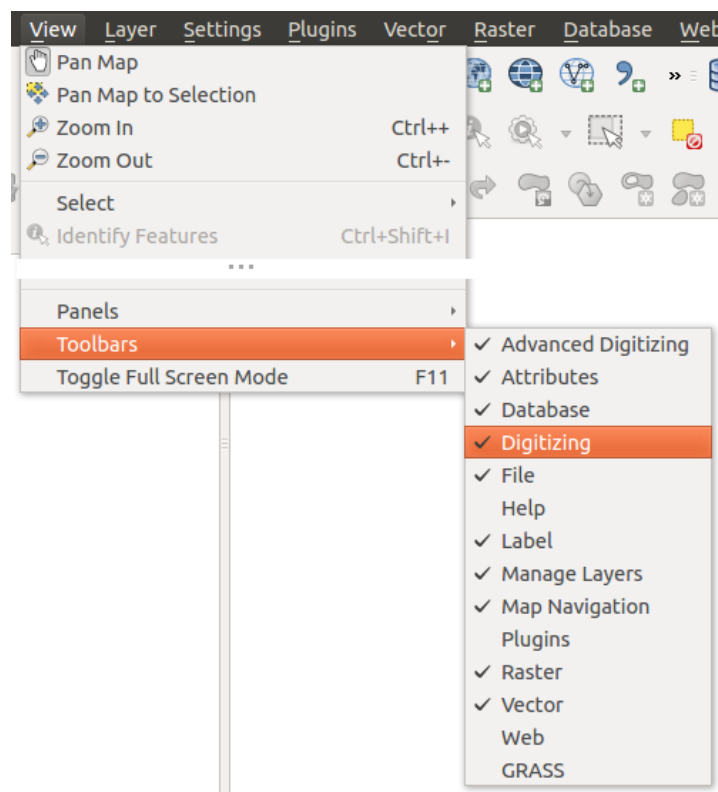 View Layer Settings Plugins Vector Raster Database Web
Pan Map
Pan Map to Selection
Zoom In Ctrl++
Zoom Out Ctrl+-
Select
Identify Features Ctrl+Shift+I
...
Panels
Toolbars
Toggle Full Screen Mode F11
Advanced Digitizing
Attributes
Database
Digitizing
File
Help
Label
Manage Layers
Map Navigation
Plugins
Raster
Vector
Web
GRASS